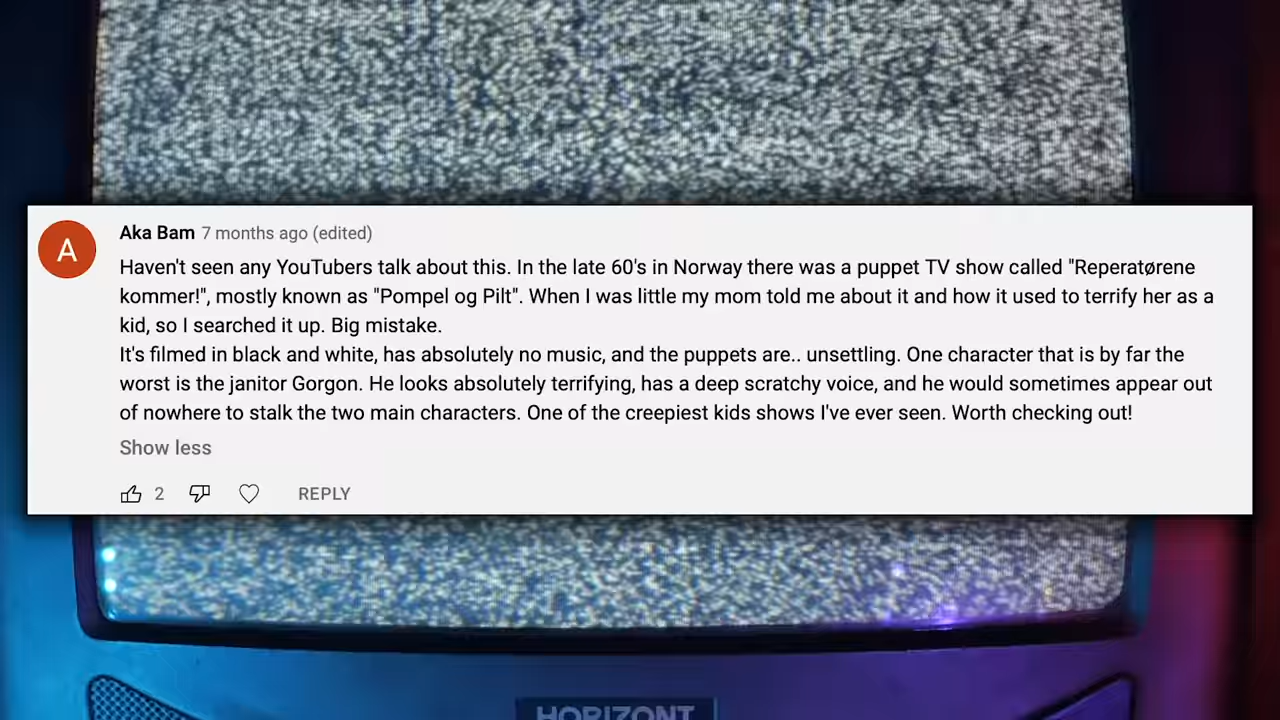 A
Aka Bam 7 months ago (edited)
Haven't seen any YouTubers talk about this. In the late 60's in Norway there was a puppet TV show called "Reperatørene
kommer!", mostly known as "Pompel og Pilt". When I was little my mom told me about it and how it used to terrify her as a
kid, so I searched it up. Big mistake.
It's filmed in black and white, has absolutely no music, and the puppets are.. unsettling. One character that is by far the
worst is the janitor Gorgon. He looks absolutely terrifying, has a deep scratchy voice, and he would sometimes appear out
of nowhere to stalk the two main characters. One of the creepiest kids shows I've ever seen. Worth checking out!
Show less
2 REPLY
HORIZONT